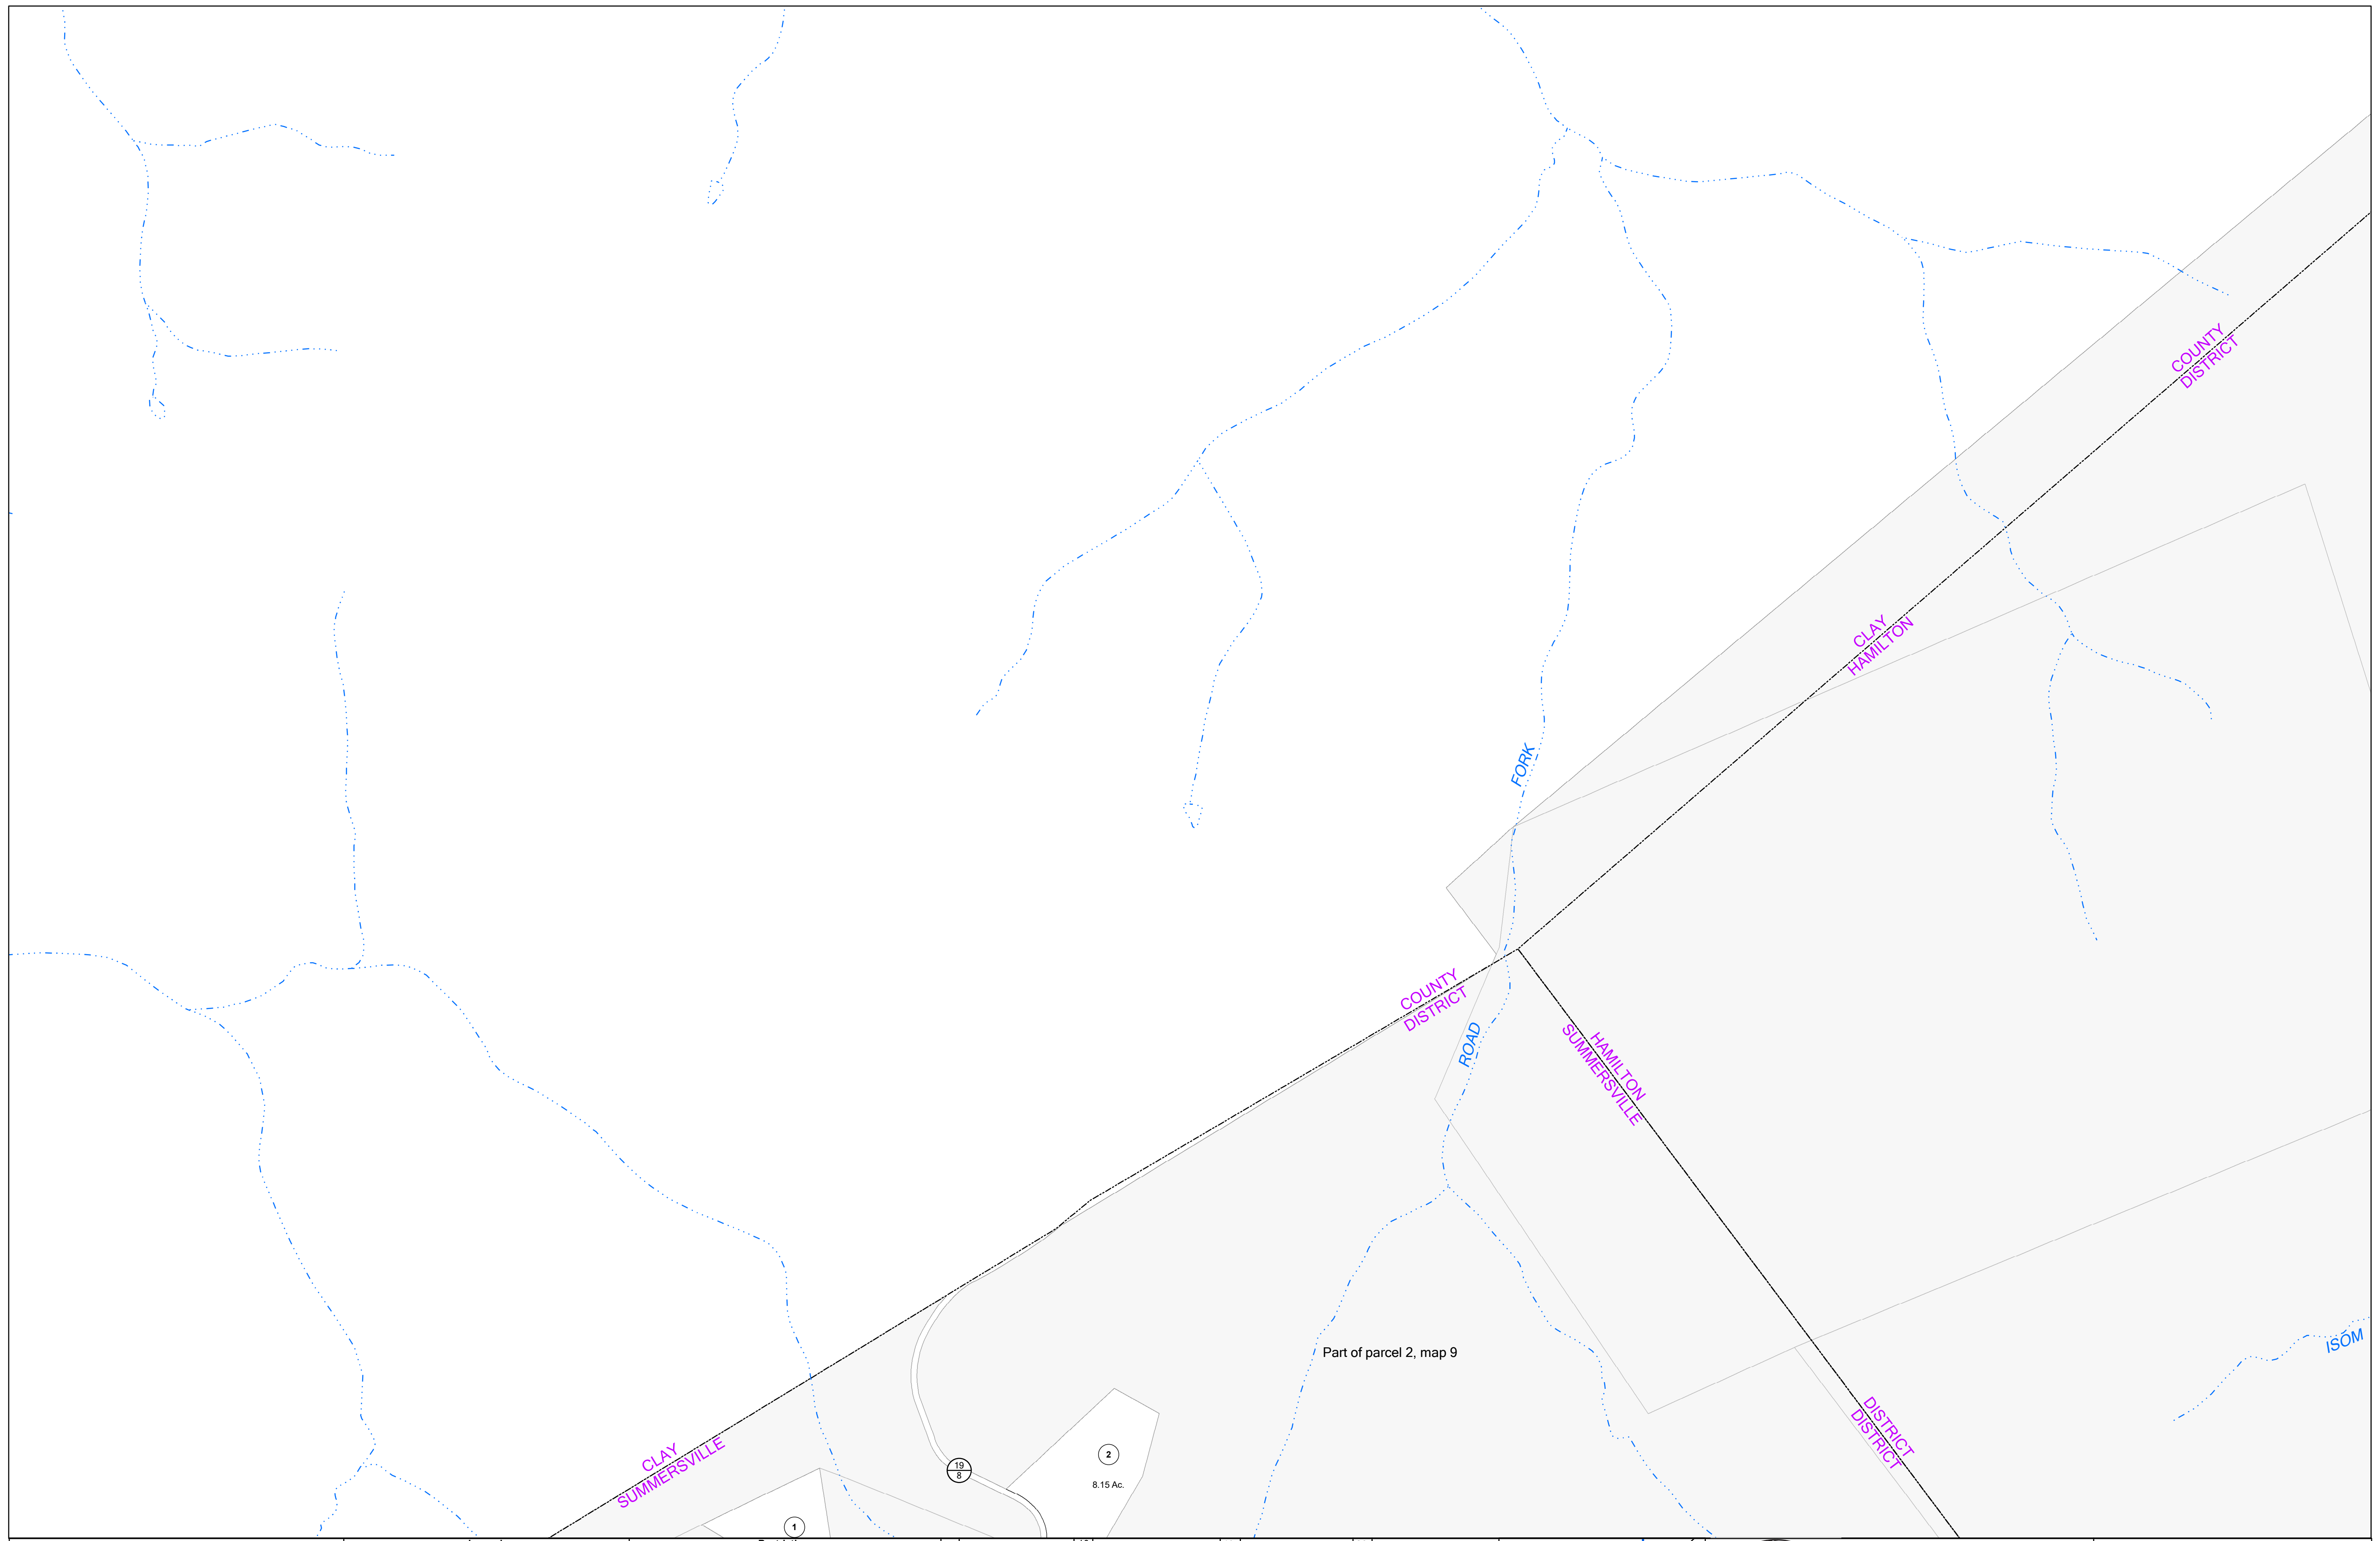 COUNTY
DISTRICT
CLAY
HAMILTON
FORK
COUNTY
DISTRICT
ROAD
HAMILTON
SUMMERSVILLE
ISOM
Part of parcel 2, map 9
DISTRICT
DISTRICT
CLAY
SUMMERSVILLE
19
8
2
8.15 Ac.
1